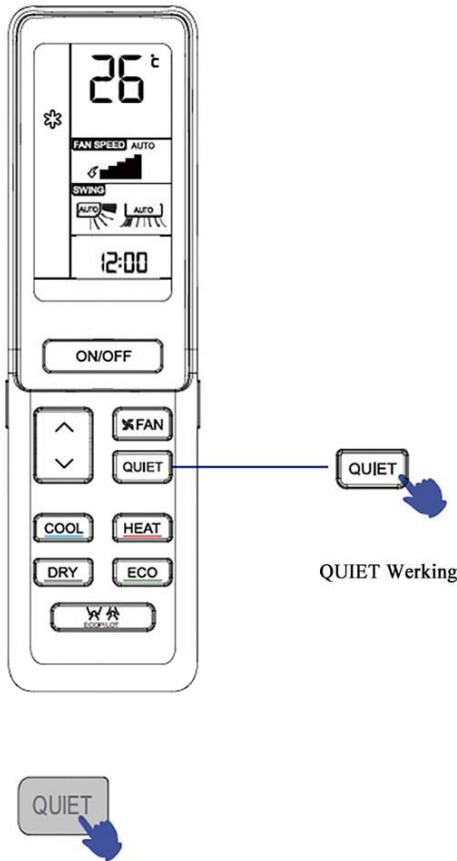 26 °c
FAN SPEED AUTO
SWING
AUTO AUTO
12:00
ON/OFF
FAN
QUIET
QUIET
COOL HEAT
DRY ECO
ECOPILOT
QUIET Werking
QUIET